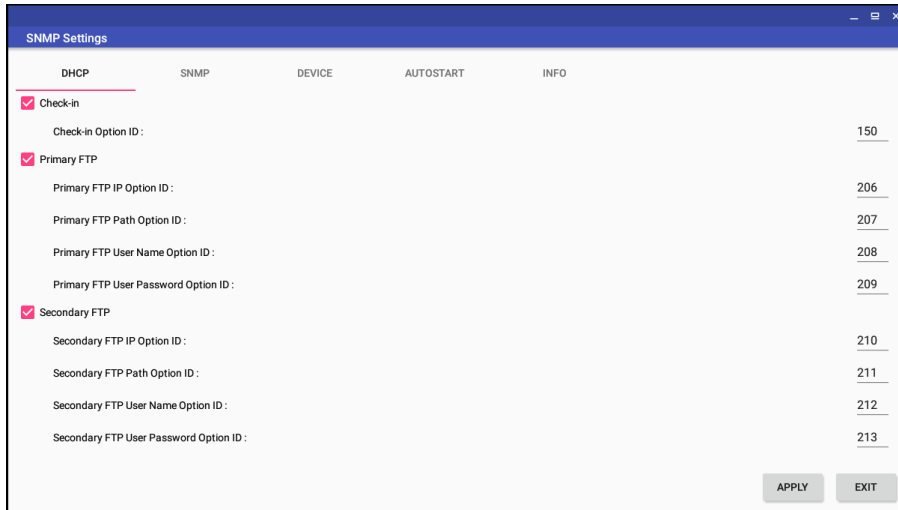 SNMP Settings
DHCP SNMP DEVICE AUTOSTART INFO
Check-in
Check-in Option ID : 150
Primary FTP
Primary FTP IP Option ID : 206
Primary FTP Path Option ID : 207
Primary FTP User Name Option ID : 208
Primary FTP User Password Option ID : 209
Secondary FTP
Secondary FTP IP Option ID : 210
Secondary FTP Path Option ID : 211
Secondary FTP User Name Option ID : 212
Secondary FTP User Password Option ID : 213
APPLY EXIT